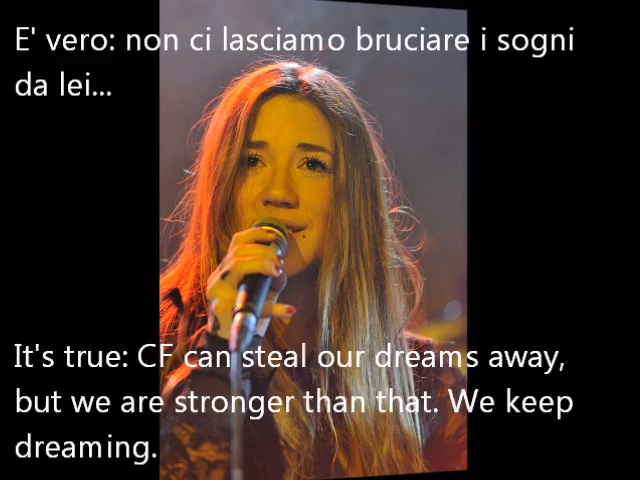 E' vero: non ci lasciamo bruciare i sogni
da lei...
It's true: CF can steal our dreams away,
but we are stronger than that. We keep
dreaming.